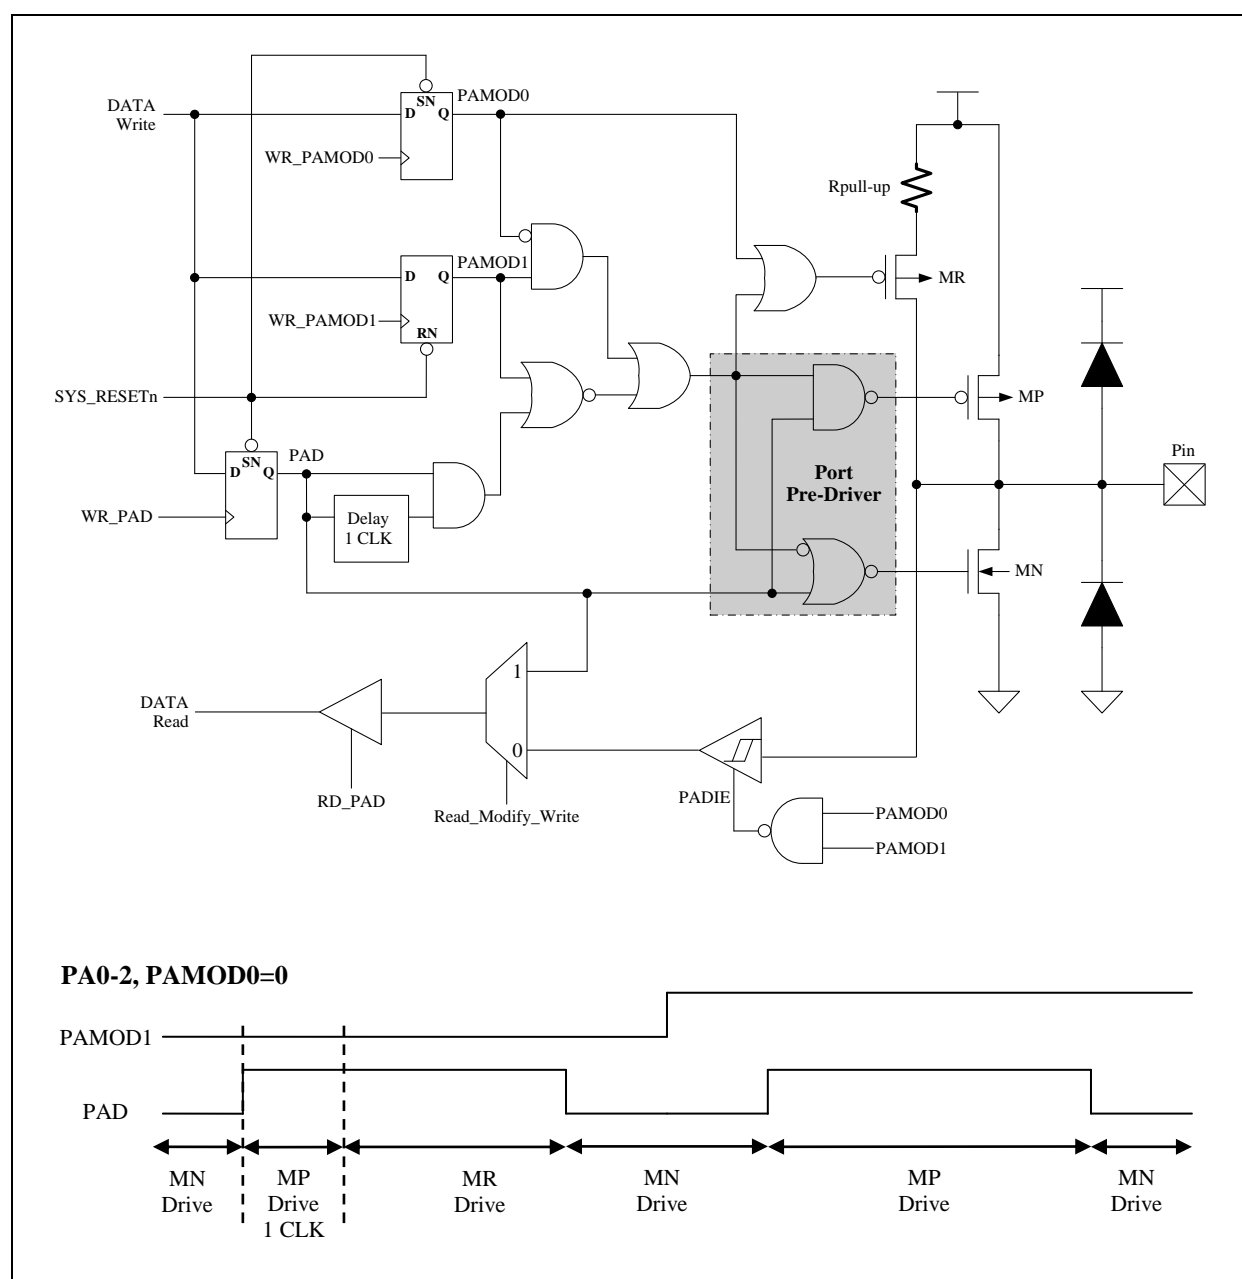 SN
PAMOD0
DATA
Write
D
Q
WR_PAMOD0
Rpull-up
PAMOD1
D
Q
MR
WR_PAMOD1
RN
SYS_RESETn
MP
PAD
SN
D
Q
Port
Pre-Driver
Pin
WR_PAD
Delay
1 CLK
MN
1
DATA
Read
0
PADIE
RD_PAD
Read_Modify_Write
PAMOD0
PAMOD1
PA0-2, PAMOD0=0
PAMOD1
PAD
MN
Drive
MP
Drive
1 CLK
MR
Drive
MN
Drive
MP
Drive
MN
Drive